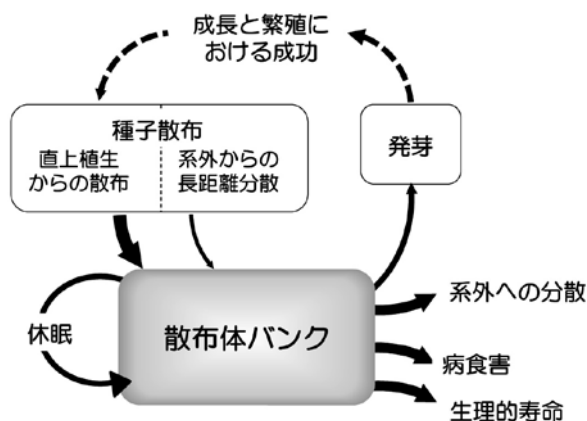 成長と繁殖に
おける成功
種子散布
直上植生
からの散布
系外からの
長距離分散
発芽
休眠
散布体バンク
系外への分散
病食害
生理的寿命